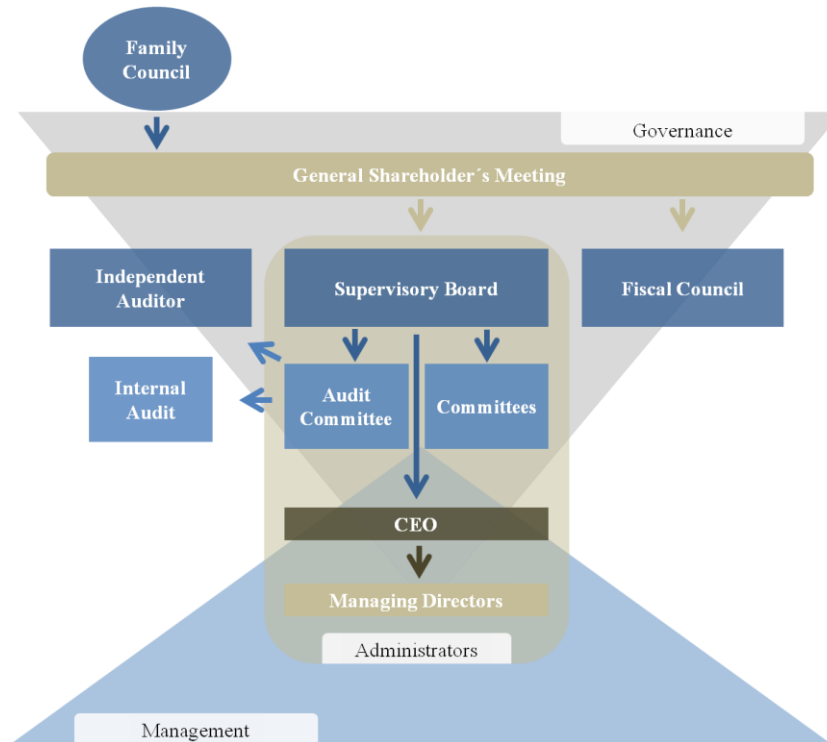 Family
Council
Governance
General Shareholder´s Meeting
Independent
Auditor
Supervisory Board
Fiscal Council
Internal
Audit
Audit
Committee
Committees
CEO
Managing Directors
Administrators
Management